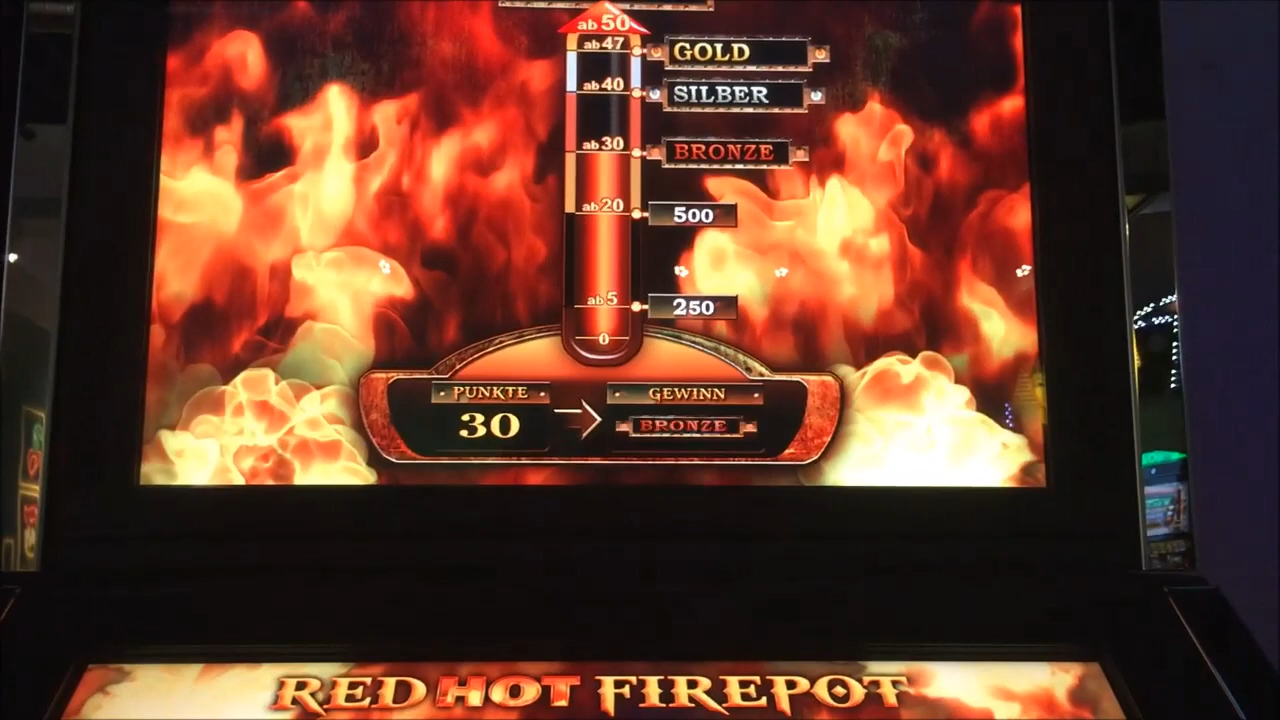 ab 50
ab 47 GOLD
ab 40 SILBER
ab 30 BRONZE
ab 20 500
ab 5 250
0
PUNKTE GEWINN
30 BRONZE
RED HOT FIREPOT